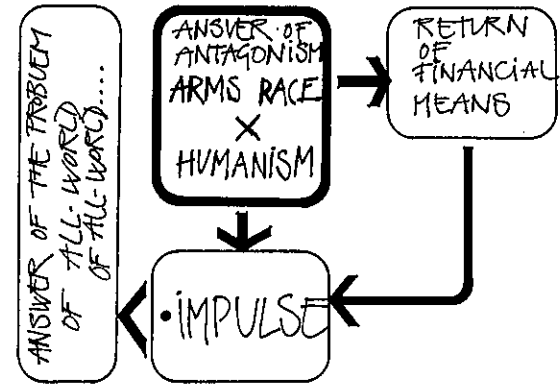 ANSVER OF
ANTAGONISM
ARMS RACE
×
HUMANISM
RETURN
OF
FINANCIAL
MEANS
• IMPULSE
ANSWER OF THE PROBLEM
OF ALL-WORLD
OF ALL-WORLD.....